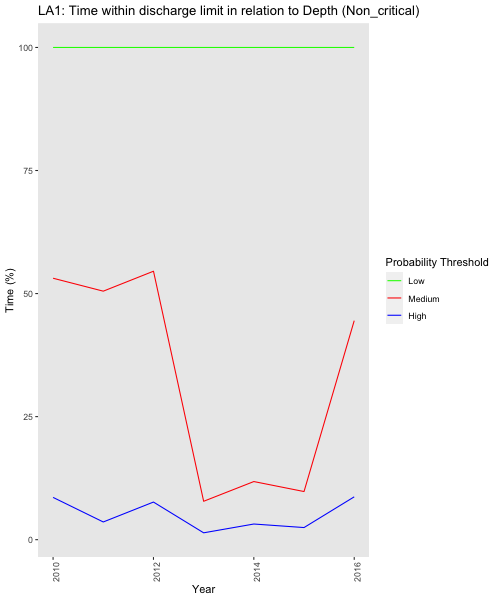 LA1: Time within discharge limit in relation to Depth (Non_critical)
100
75
50
25
0
Time (%)
2010
2012
2014
2016
Year
Probability Threshold
Low
Medium
High